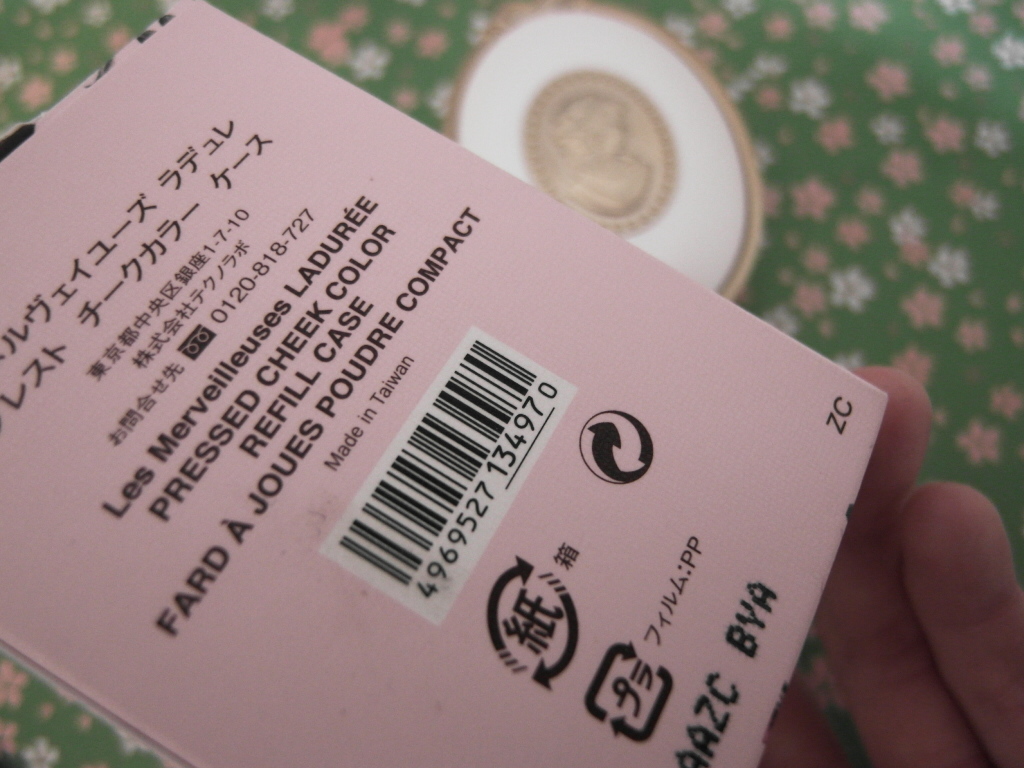 ルヴェイユーズ ラデュレ
レスト チークカラー ケース
東京都中央区銀座1-7-10
株式会社テクノラボ
お問合せ先 0120-818-727
Les Merveilleuses LADURÉE
PRESSED CHEEK COLOR
REFILL CASE
FARD À JOUES POUDRE COMPACT
Made in Taiwan
4969527134970
紙
箱
プラ
フィルム:PP
ZC
AAZC BYA